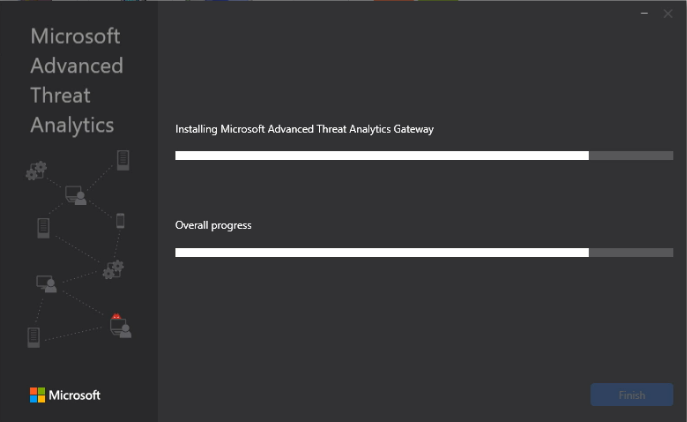 Microsoft
Advanced
Threat
Analytics
Installing Microsoft Advanced Threat Analytics Gateway
Overall progress
Microsoft
Finish